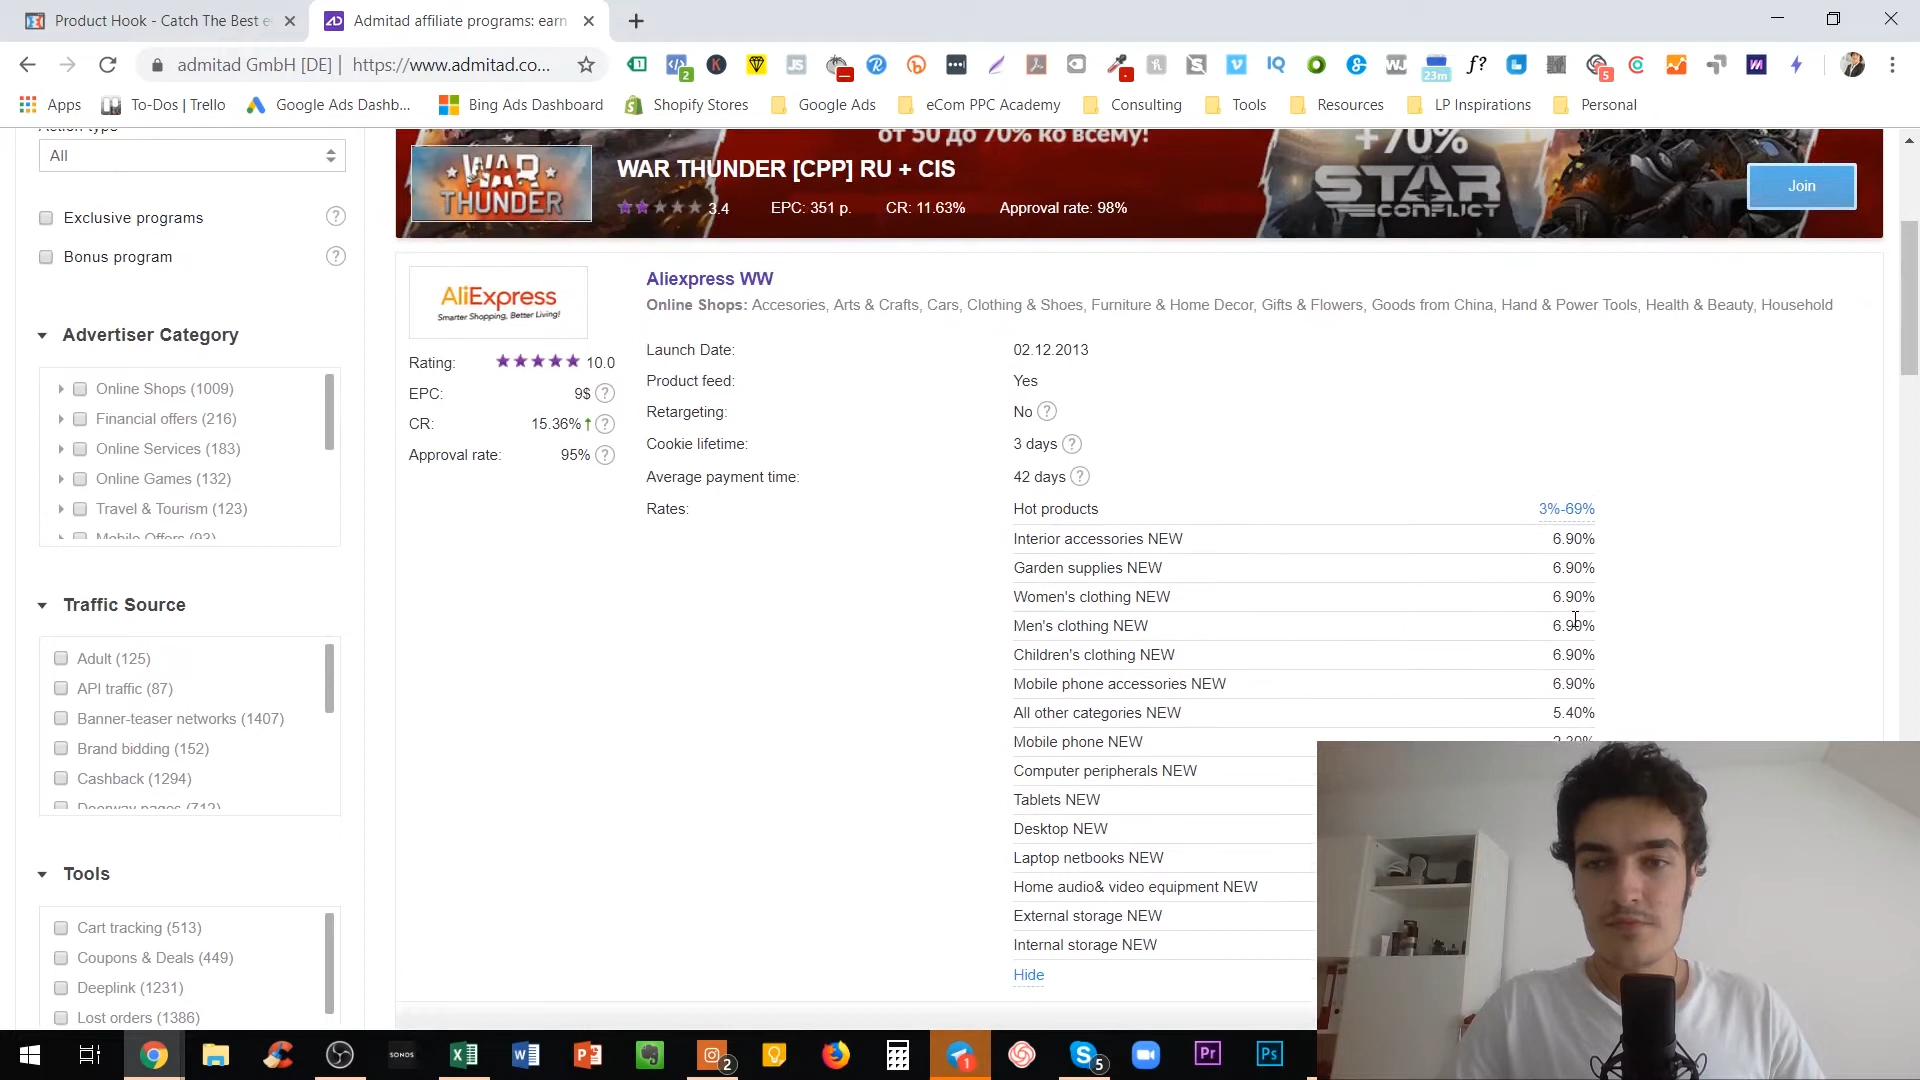 Product Hook - Catch The Best e
Admitad affiliate programs: earn
admitad GmbH [DE] | https://www.admitad.co...
Apps
To-Dos | Trello
Google Ads Dashb...
Bing Ads Dashboard
Shopify Stores
Google Ads
eCom PPC Academy
Consulting
Tools
Resources
LP Inspirations
Personal
Action type
All
Exclusive programs
Bonus program
Advertiser Category
Online Shops (1009)
Financial offers (216)
Online Services (183)
Online Games (132)
Travel & Tourism (123)
Mobile Offers (93)
Traffic Source
Adult (125)
API traffic (87)
Banner-teaser networks (1407)
Brand bidding (152)
Cashback (1294)
Doorway pages (712)
Tools
Cart tracking (513)
Coupons & Deals (449)
Deeplink (1231)
Lost orders (1386)
от 50 до 70% ко всему!
+70%
WAR THUNDER
WAR THUNDER [CPP] RU + CIS
3.4 EPC: 351 р. CR: 11.63% Approval rate: 98%
STAR CONFLICT
Join
AliExpress
Smarter Shopping, Better Living!
Rating: 10.0
EPC: 9$
CR: 15.36%
Approval rate: 95%
Aliexpress WW
Online Shops: Accesories, Arts & Crafts, Cars, Clothing & Shoes, Furniture & Home Decor, Gifts & Flowers, Goods from China, Hand & Power Tools, Health & Beauty, Household
Launch Date: 02.12.2013
Product feed: Yes
Retargeting: No
Cookie lifetime: 3 days
Average payment time: 42 days
Rates: Hot products 3%-69%
Interior accessories NEW 6.90%
Garden supplies NEW 6.90%
Women's clothing NEW 6.90%
Men's clothing NEW 6.90%
Children's clothing NEW 6.90%
Mobile phone accessories NEW 6.90%
All other categories NEW 5.40%
Mobile phone NEW
Computer peripherals NEW
Tablets NEW
Desktop NEW
Laptop netbooks NEW
Home audio& video equipment NEW
External storage NEW
Internal storage NEW
Hide